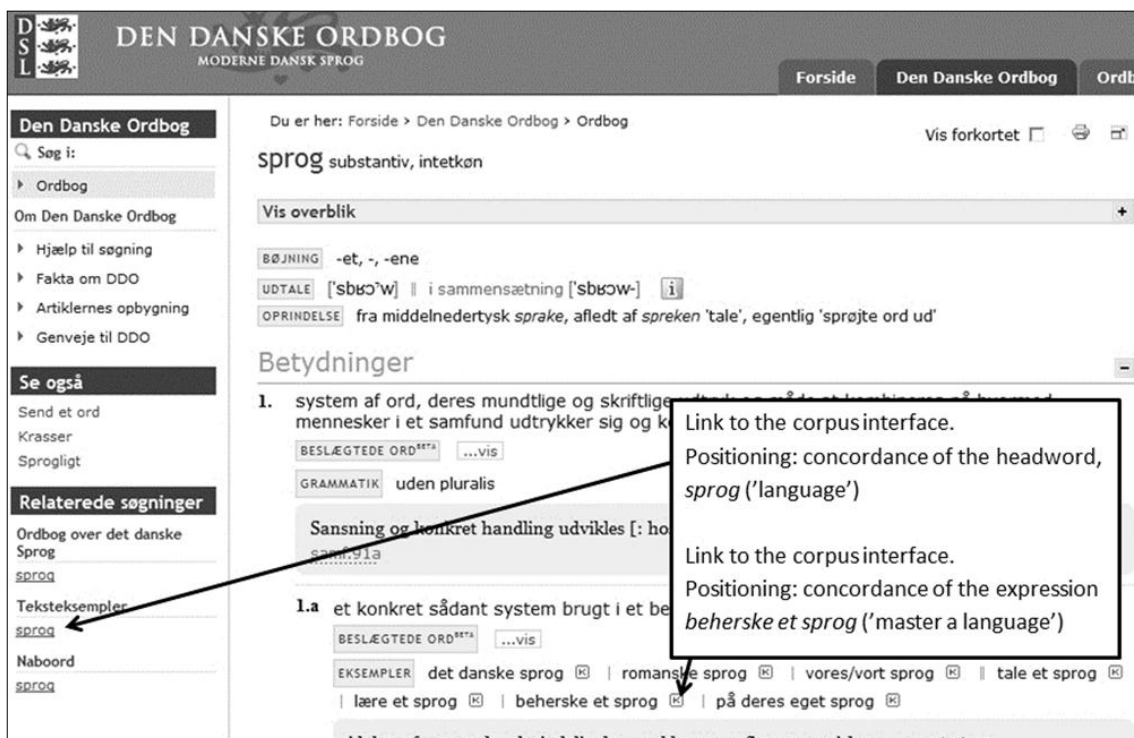 D
S
L
DEN DANSKE ORDBOG
MODERNE DANSK SPROG
Forside Den Danske Ordbog Ordb
Den Danske Ordbog
Søg i:
Ordbog
Om Den Danske Ordbog
Hjælp til søgning
Fakta om DDO
Artiklernes opbygning
Genveje til DDO
Se også
Send et ord
Krasser
Sprogligt
Relaterede søgninger
Ordbog over det danske
Sprog
sprog
Teksteksempler
sprog
Naboord
sprog
Du er her: Forside > Den Danske Ordbog > Ordbog
Vis forkortet
sprog substantiv, intetkøn
Vis overblik +
BØJNING -et, -, -ene
UDTALE [ˈsbʁɔˀw] || i sammensætning [ˈsbʁɔw-] i
OPRINDELSE fra middelnedertysk sprake, afledt af spreken 'tale', egentlig 'sprøjte ord ud'
Betydninger -
1. system af ord, deres mundtlige og skriftlige
mennesker i et samfund udtrykker sig og
BESLÆGTEDE ORD BETA ...vis
GRAMMATIK uden pluralis
Sansning og konkret handling udvikles [: ho
samf.91a
1.a et konkret sådant system brugt i et be
BESLÆGTEDE ORD BETA ...vis
EKSEMPLER det danske sprog K | romanske sprog K | vores/vort sprog K || tale et sprog K
| lære et sprog K | beherske et sprog K | på deres eget sprog K
Link to the corpus interface.
Positioning: concordance of the headword,
sprog ('language')
Link to the corpus interface.
Positioning: concordance of the expression
beherske et sprog ('master a language')